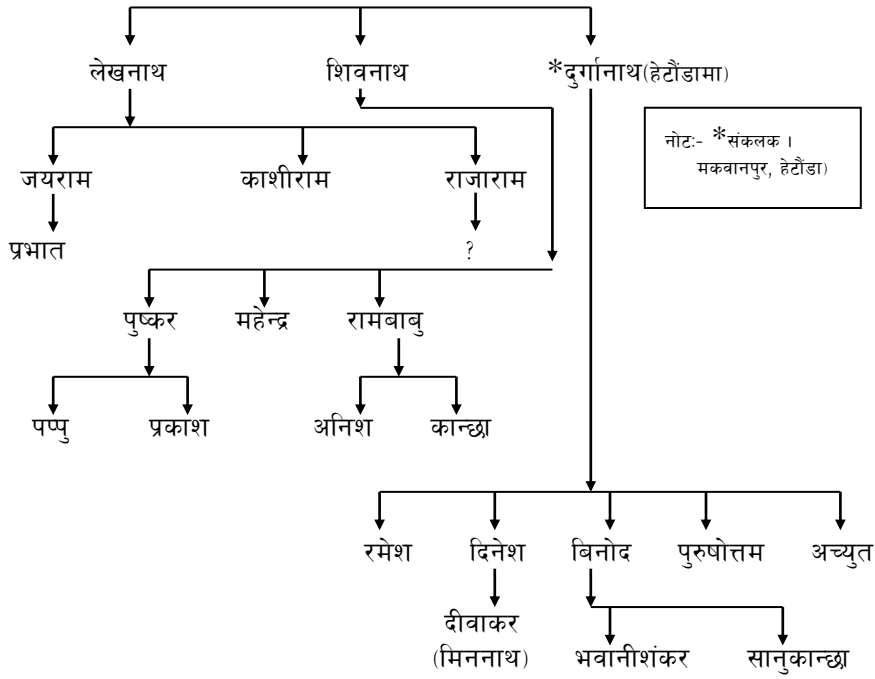 लेखनाथ शिवनाथ *दुर्गानाथ(हेटौंडामा)
नोटः- *संकलक ।
मकवानपुर, हेटौंडा)
जयराम काशीराम राजाराम
प्रभात ?
पुष्कर महेन्द्र रामबाबु
पप्पु प्रकाश अनिश कान्छा
रमेश दिनेश बिनोद पुरुषोत्तम अच्युत
दीवाकर
(मिननाथ) भवानीशंकर सानुकान्छा